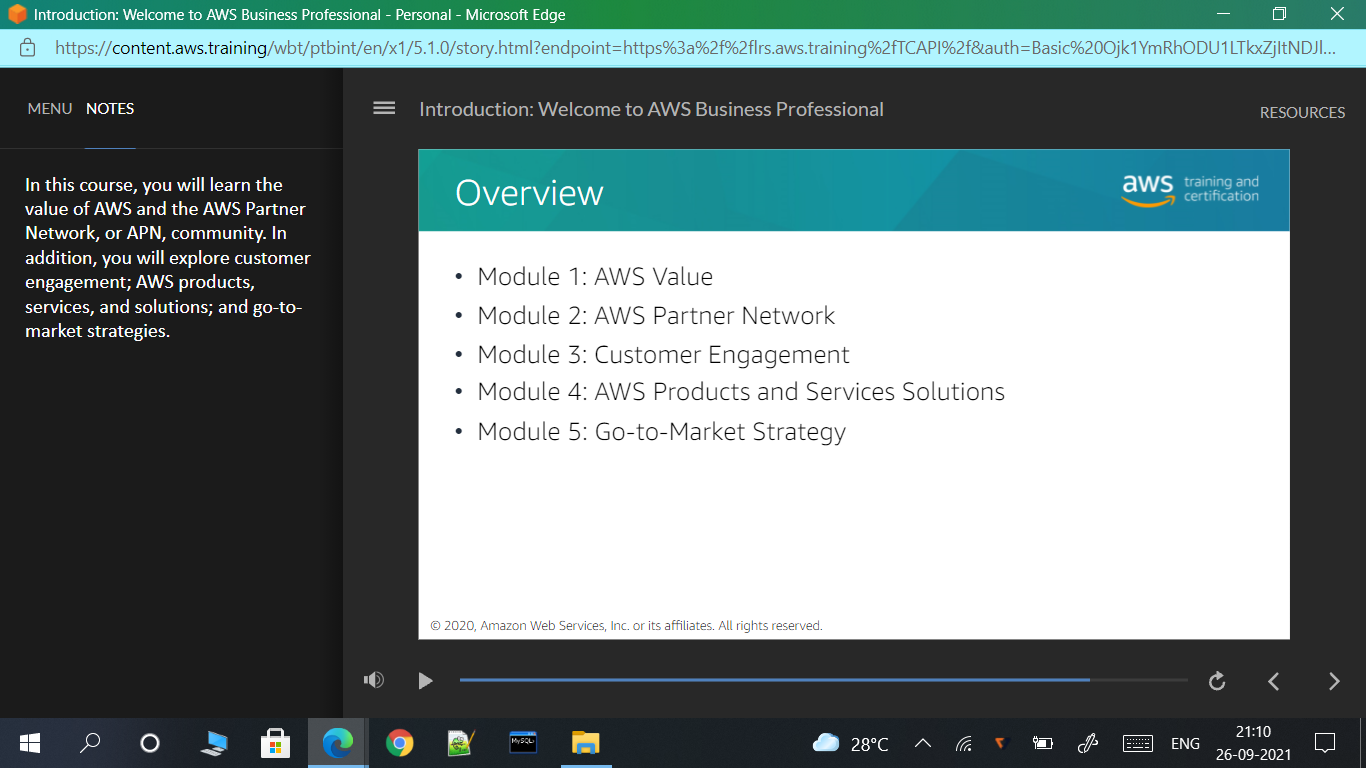 Introduction: Welcome to AWS Business Professional - Personal - Microsoft Edge
https://content.aws.training/wbt/ptbint/en/x1/5.1.0/story.html?endpoint=https%3a%2f%2flrs.aws.training%2fTCAPI%2f&auth=Basic%20Ojk1YmRhODU1LTkxZjItNDJl...
MENU NOTES
In this course, you will learn the
value of AWS and the AWS Partner
Network, or APN, community. In
addition, you will explore customer
engagement; AWS products,
services, and solutions; and go-to-
market strategies.
Introduction: Welcome to AWS Business Professional
RESOURCES
Overview
aws training and
certification
• Module 1: AWS Value
• Module 2: AWS Partner Network
• Module 3: Customer Engagement
• Module 4: AWS Products and Services Solutions
• Module 5: Go-to-Market Strategy
© 2020, Amazon Web Services, Inc. or its affiliates. All rights reserved.
MySQL
28°C
ENG
21:10
26-09-2021